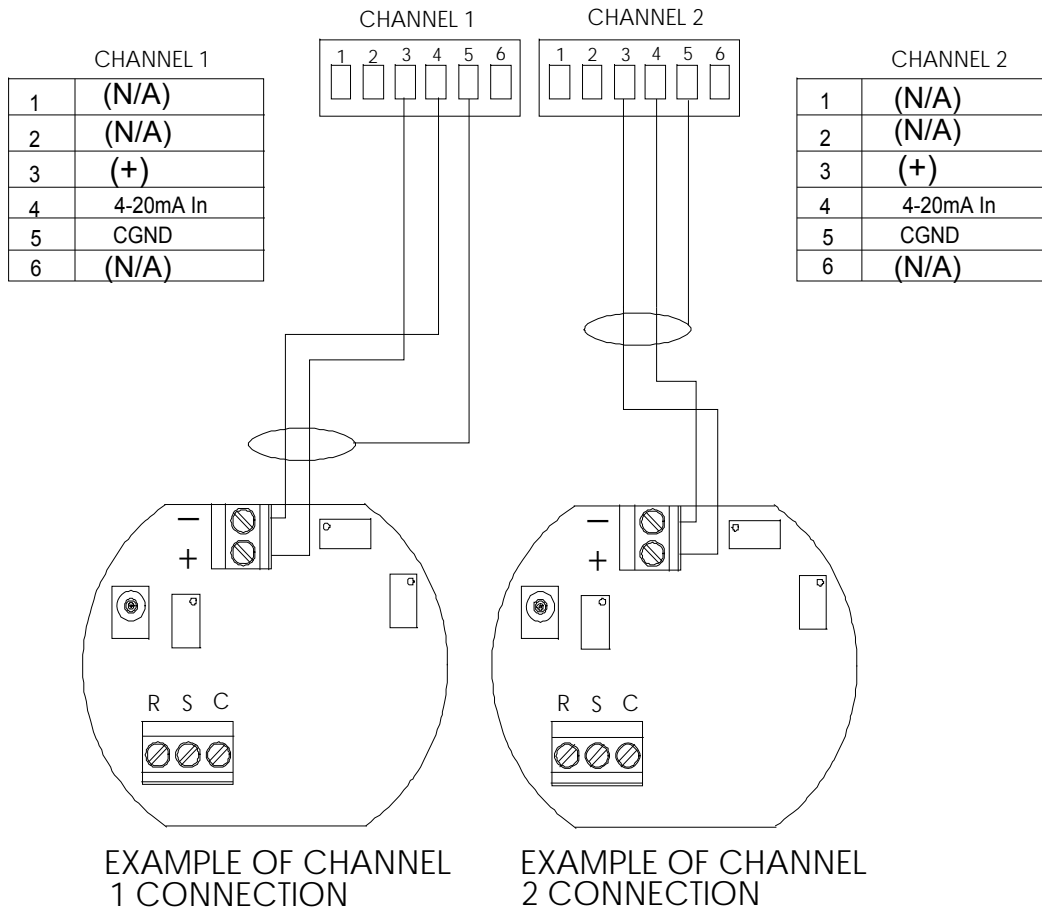 CHANNEL 1
1 (N/A)
2 (N/A)
3 (+)
4 4-20mA In
5 CGND
6 (N/A)
CHANNEL 1
1 2 3 4 5 6
CHANNEL 2
1 2 3 4 5 6
CHANNEL 2
1 (N/A)
2 (N/A)
3 (+)
4 4-20mA In
5 CGND
6 (N/A)
—
+
R S C
EXAMPLE OF CHANNEL
1 CONNECTION
—
+
R S C
EXAMPLE OF CHANNEL
2 CONNECTION